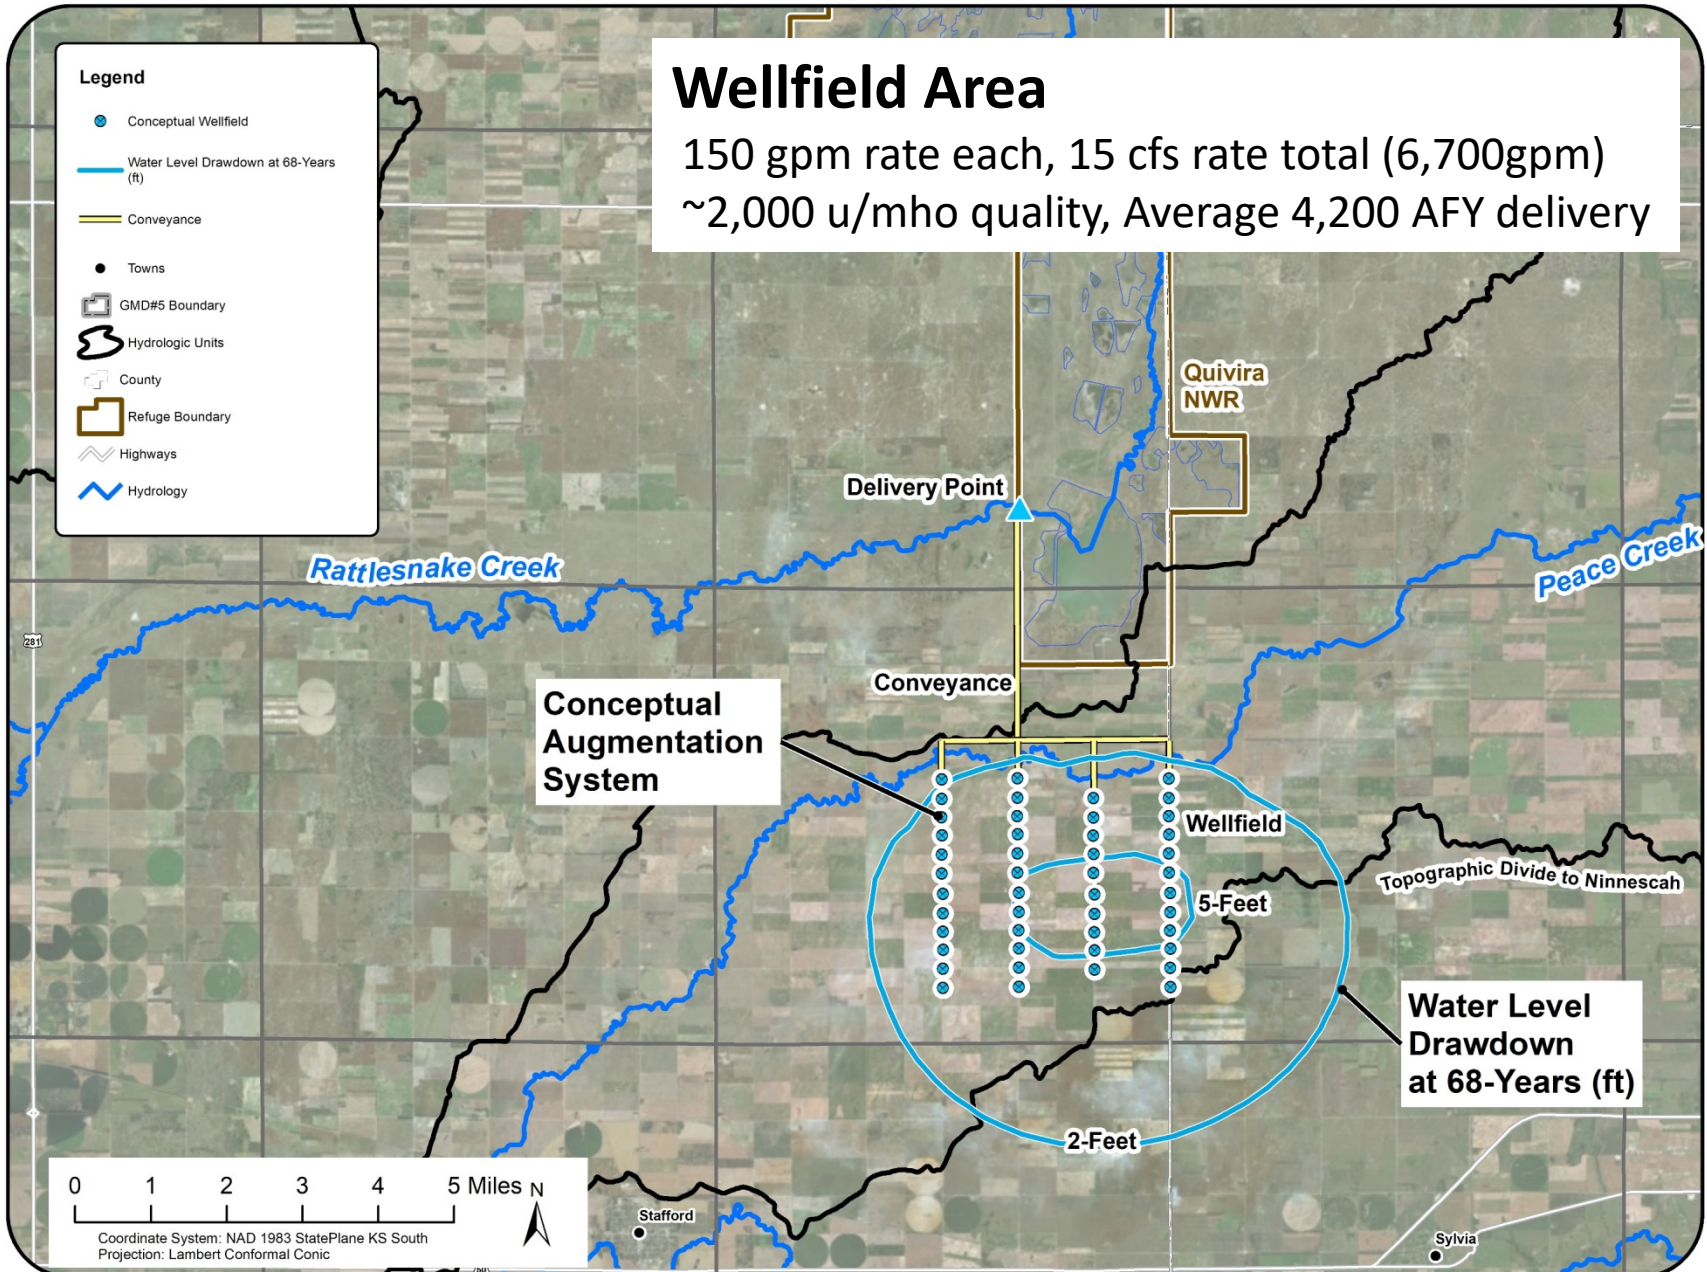 Wellfield Area
150 gpm rate each, 15 cfs rate total (6,700gpm)
~2,000 u/mho quality, Average 4,200 AFY delivery
Legend
Conceptual Wellfield
Water Level Drawdown at 68-Years
(ft)
Conveyance
Towns
GMD#5 Boundary
Hydrologic Units
County
Refuge Boundary
Highways
Hydrology
Quivira
NWR
Delivery Point
Rattlesnake Creek
Peace Creek
281
Conveyance
Conceptual
Augmentation
System
Wellfield
Topographic Divide to Ninnescah
5-Feet
Water Level
Drawdown
at 68-Years (ft)
2-Feet
0 1 2 3 4 5 Miles N
Coordinate System: NAD 1983 StatePlane KS South
Projection: Lambert Conformal Conic
Stafford
Sylvia